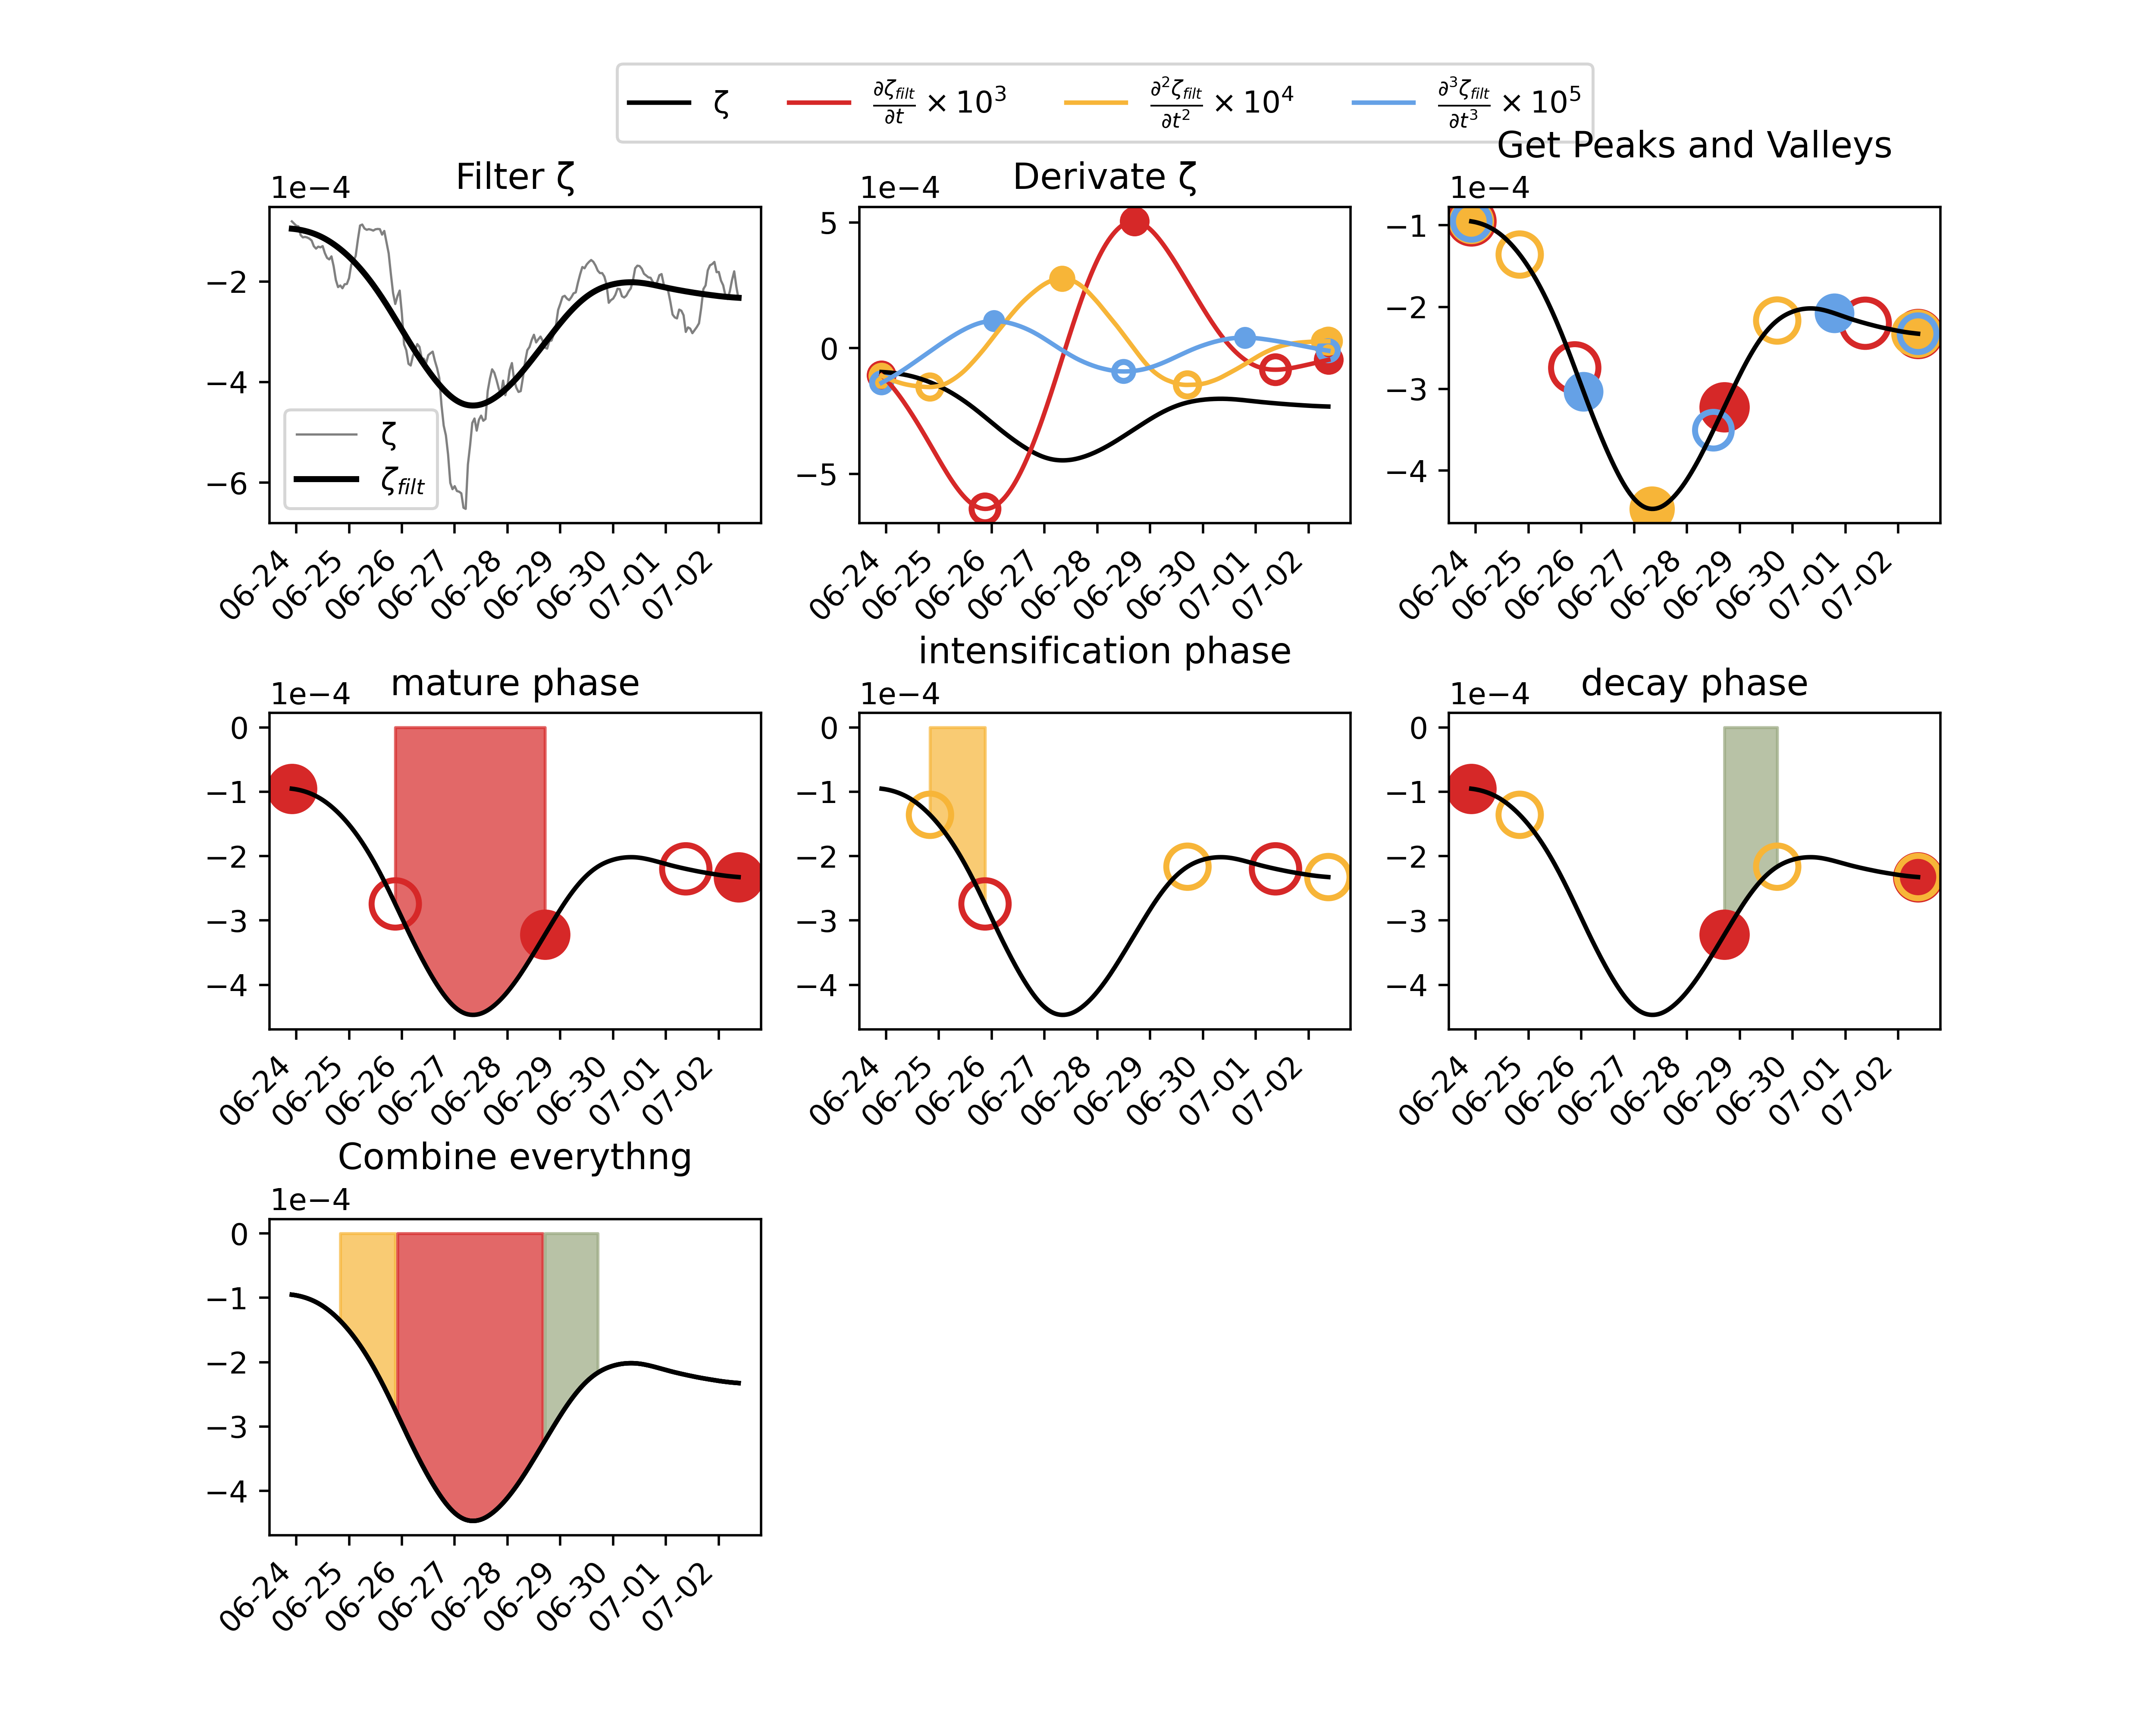 ζ ∂ζ_filt/∂t × 10³ ∂²ζ_filt/∂t² × 10⁴ ∂³ζ_filt/∂t³ × 10⁵
Filter ζ
1e−4
−2
−4
−6
ζ
ζ_filt
06-24 06-25 06-26 06-27 06-28 06-29 06-30 07-01 07-02
Derivate ζ
1e−4
5
0
−5
06-24 06-25 06-26 06-27 06-28 06-29 06-30 07-01 07-02
Get Peaks and Valleys
1e−4
−1
−2
−3
−4
06-24 06-25 06-26 06-27 06-28 06-29 06-30 07-01 07-02
mature phase
1e−4
0
−1
−2
−3
−4
06-24 06-25 06-26 06-27 06-28 06-29 06-30 07-01 07-02
intensification phase
1e−4
0
−1
−2
−3
−4
06-24 06-25 06-26 06-27 06-28 06-29 06-30 07-01 07-02
decay phase
1e−4
0
−1
−2
−3
−4
06-24 06-25 06-26 06-27 06-28 06-29 06-30 07-01 07-02
Combine everythng
1e−4
0
−1
−2
−3
−4
06-24 06-25 06-26 06-27 06-28 06-29 06-30 07-01 07-02